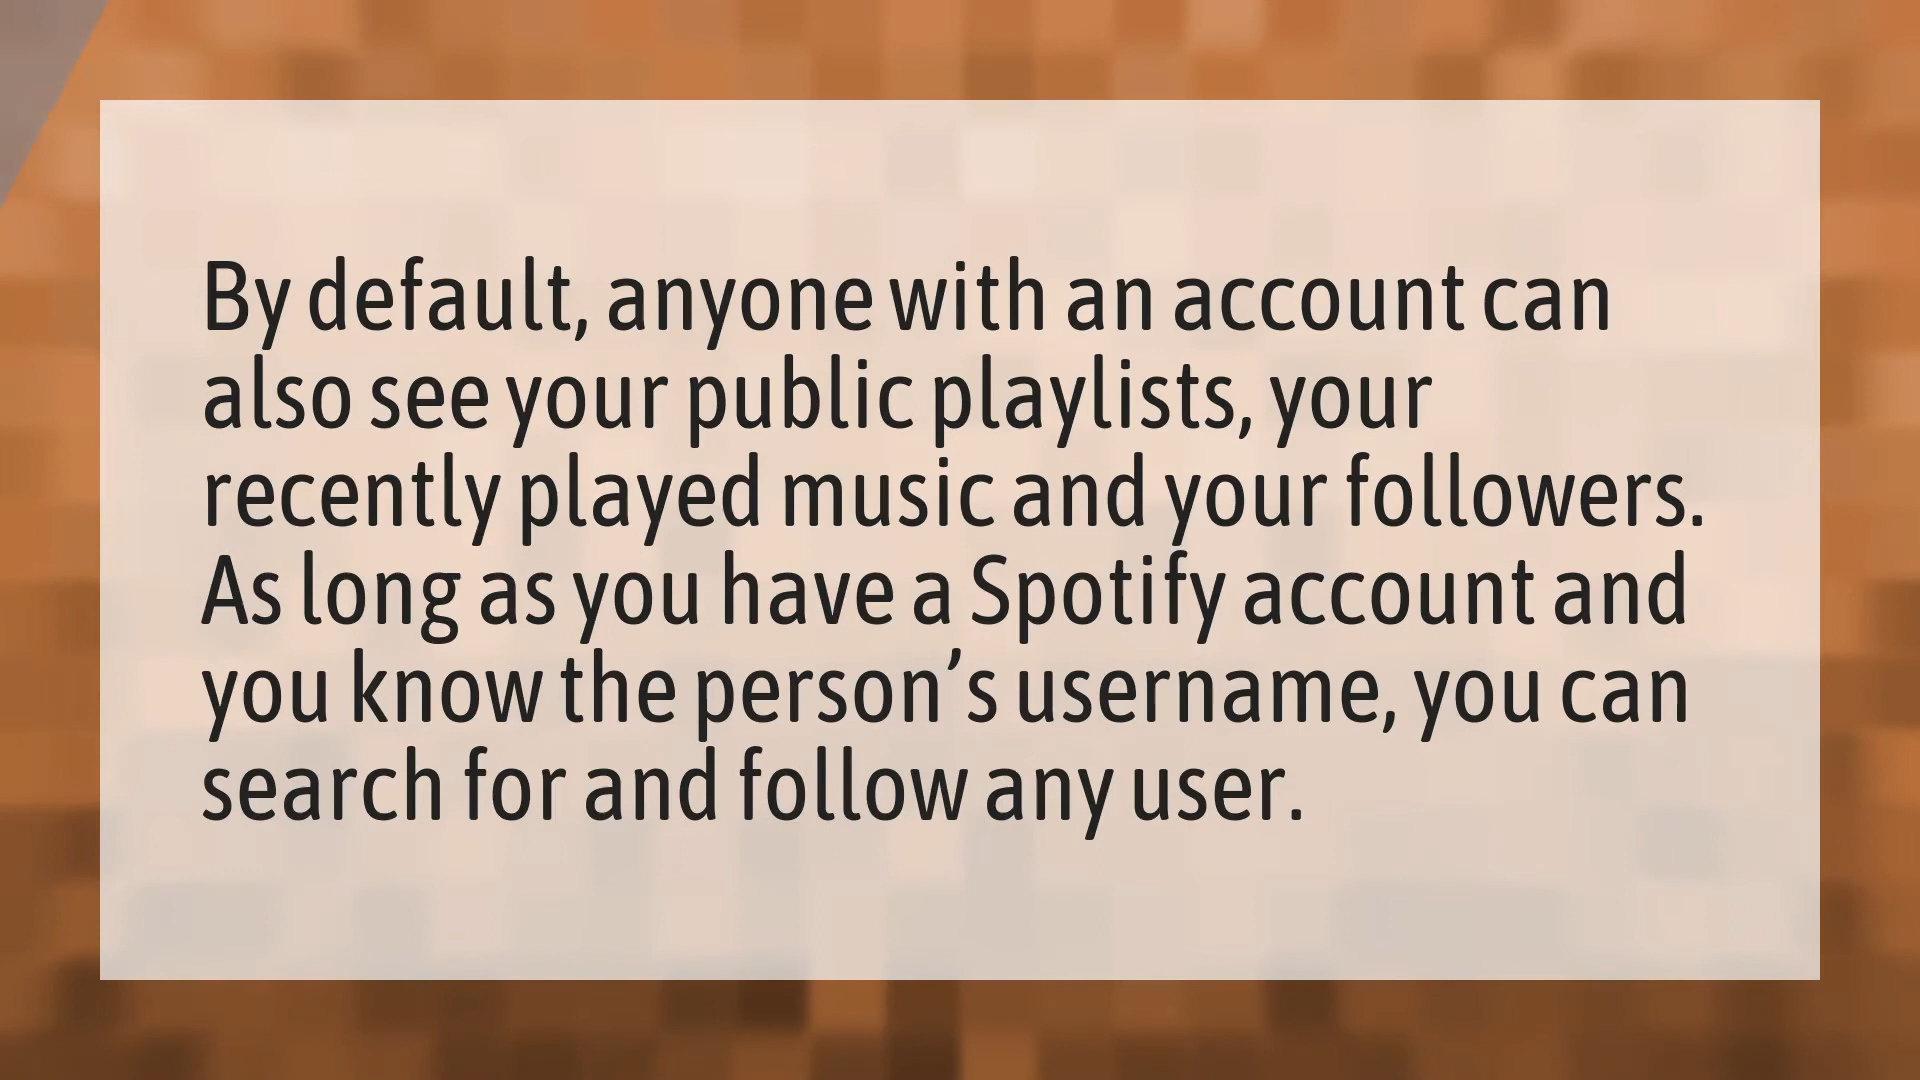 By default, anyone with an account can
also see your public playlists, your
recently played music and your followers.
As long as you have a Spotify account and
you know the person’s username, you can
search for and follow any user.